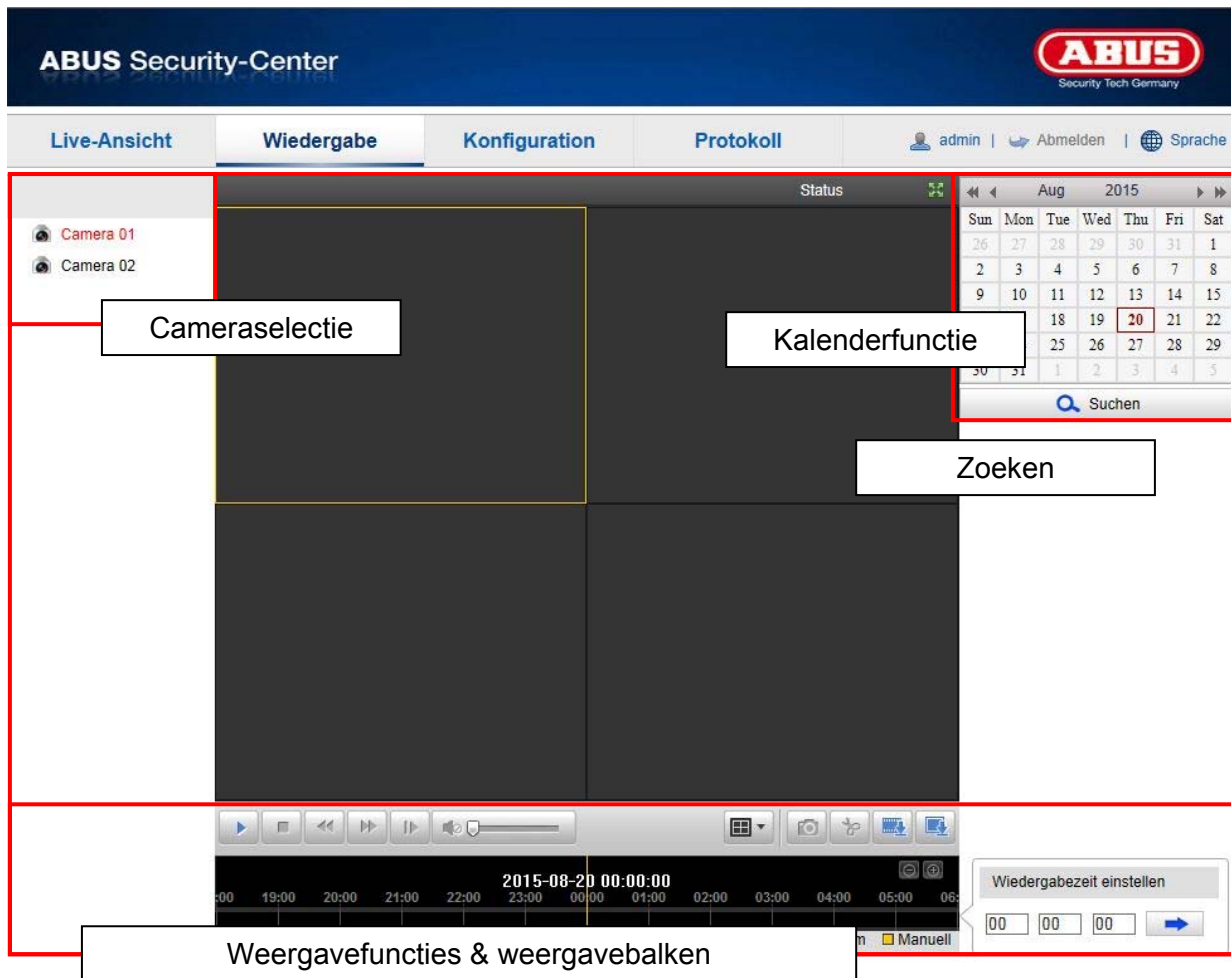 ABUS Security-Center
ABUS
Security Tech Germany
Live-Ansicht Wiedergabe Konfiguration Protokoll admin | Abmelden | Sprache
Status
Aug 2015
Sun Mon Tue Wed Thu Fri Sat
26 27 28 29 30 31 1
2 3 4 5 6 7 8
9 10 11 12 13 14 15
18 19 20 21 22
25 26 27 28 29
30 31 1 2 3 4 5
Suchen
Camera 01
Camera 02
Cameraselectie
Kalenderfunctie
Zoeken
2015-08-20 00:00:00
:00 19:00 20:00 21:00 22:00 23:00 00:00 01:00 02:00 03:00 04:00 05:00 06:
m Manuell
Wiedergabezeit einstellen
00 00 00
Weergavefuncties & weergavebalken